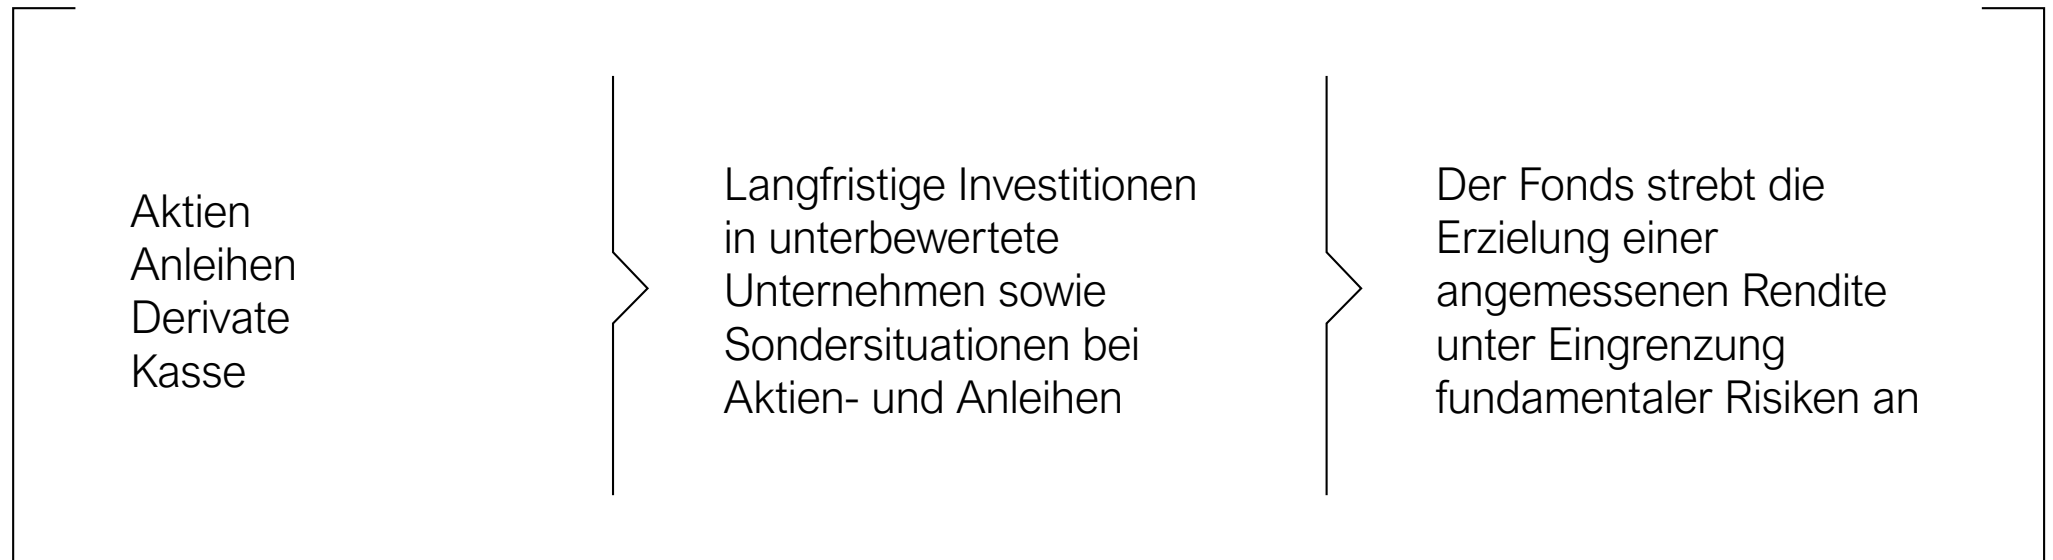 Aktien
Anleihen
Derivate
Kasse
Langfristige Investitionen
in unterbewertete
Unternehmen sowie
Sondersituationen bei
Aktien- und Anleihen
Der Fonds strebt die
Erzielung einer
angemessenen Rendite
unter Eingrenzung
fundamentaler Risiken an